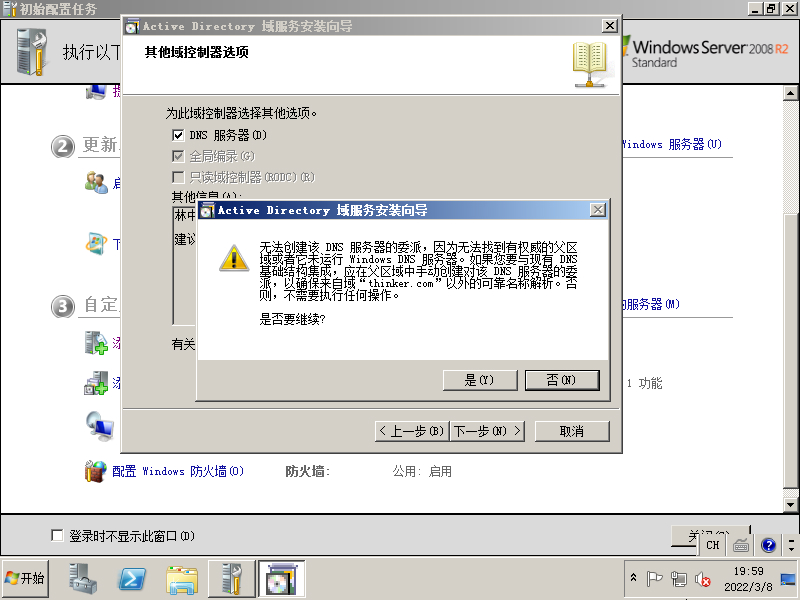 初始配置任务
执行以下
Windows Server 2008 R2
Standard
Active Directory 域服务安装向导
其他域控制器选项
为此域控制器选择其他选项。
DNS 服务器(D)
全局编录(G)
只读域控制器(RODC)(R)
其他信息(A):
林中
建议
有关
Active Directory 域服务安装向导
无法创建该 DNS 服务器的委派，因为无法找到有权威的父区
域或者它未运行 Windows DNS 服务器。如果您要与现有 DNS
基础结构集成，应在父区域中手动创建对该 DNS 服务器的委
派，以确保来自域“thinker.com”以外的可靠名称解析。否
则，不需要执行任何操作。
是否要继续?
是(Y)
否(N)
< 上一步(B)
下一步(N) >
取消
2
更新
Windows 服务器(U)
3
自定
的服务器(M)
添
添
1 功能
配置 Windows 防火墙(O)
防火墙:
公用: 启用
登录时不显示此窗口(D)
CH
开始
19:59
2022/3/8